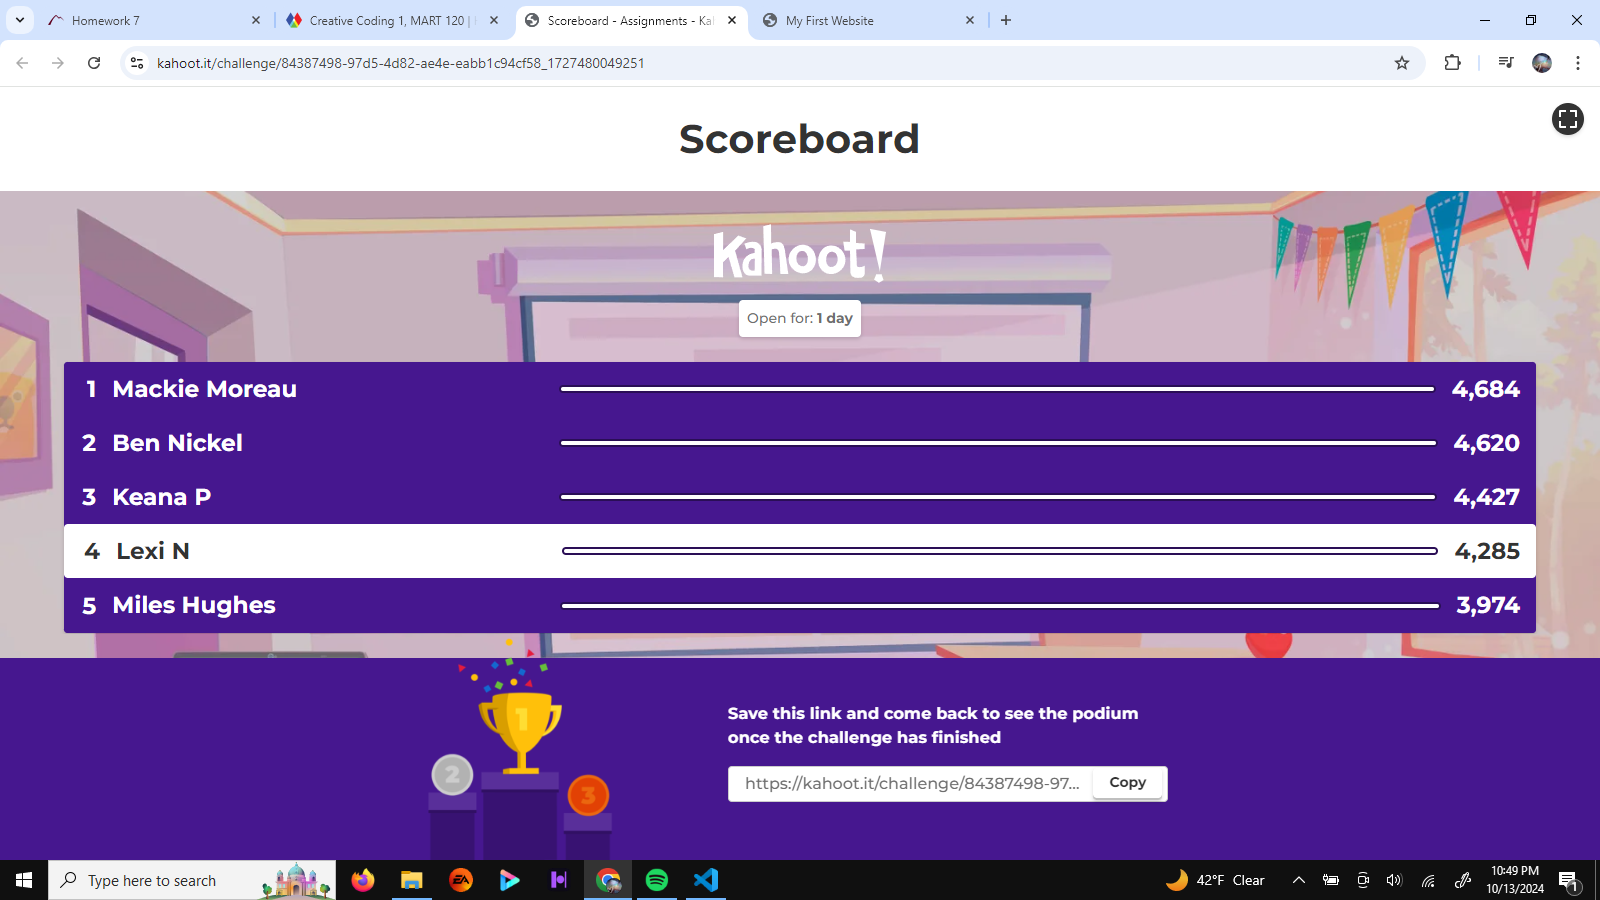 Homework 7
Creative Coding 1, MART 120 |
Scoreboard - Assignments - Ka
My First Website
kahoot.it/challenge/84387498-97d5-4d82-ae4e-eabb1c94cf58_1727480049251
Scoreboard
Kahoot!
Open for: 1 day
1 Mackie Moreau 4,684
2 Ben Nickel 4,620
3 Keana P 4,427
4 Lexi N 4,285
5 Miles Hughes 3,974
1
2
3
Save this link and come back to see the podium
once the challenge has finished
https://kahoot.it/challenge/84387498-97... Copy
Type here to search
EA
42°F Clear
10:49 PM
10/13/2024
1